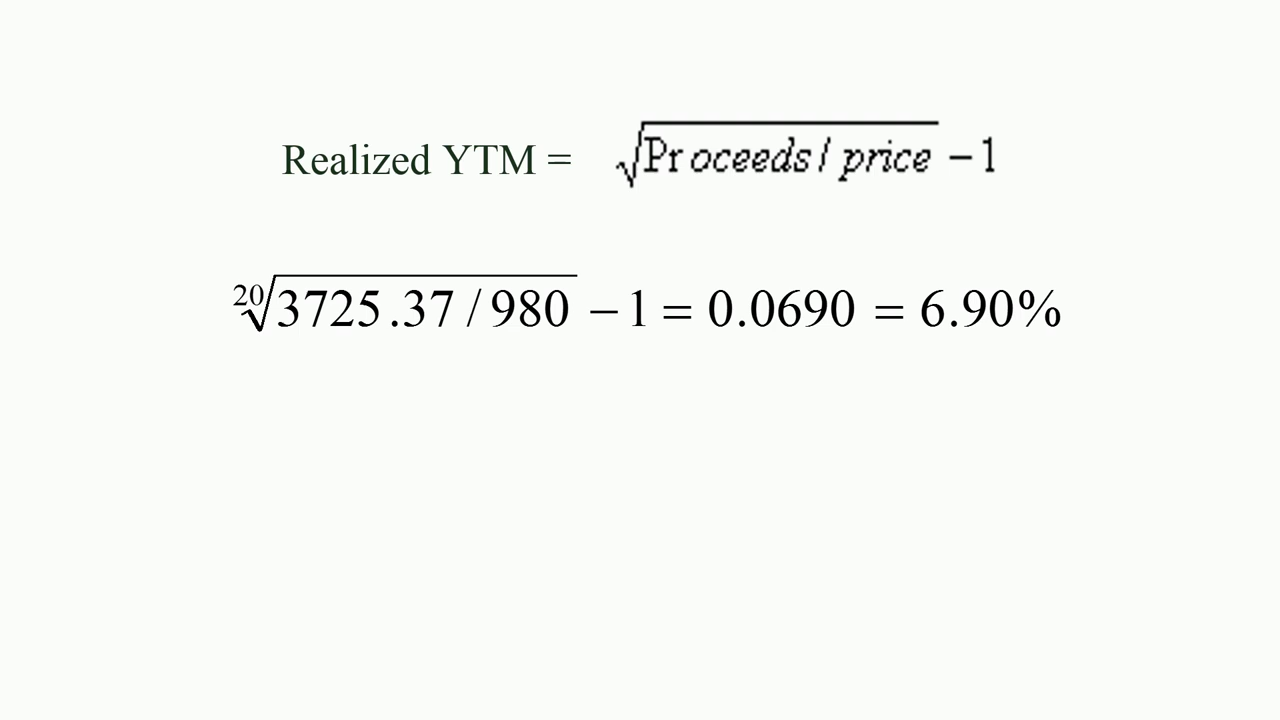 Realized YTM = √Proceeds / price − 1
²⁰√3725.37 / 980 − 1 = 0.0690 = 6.90%